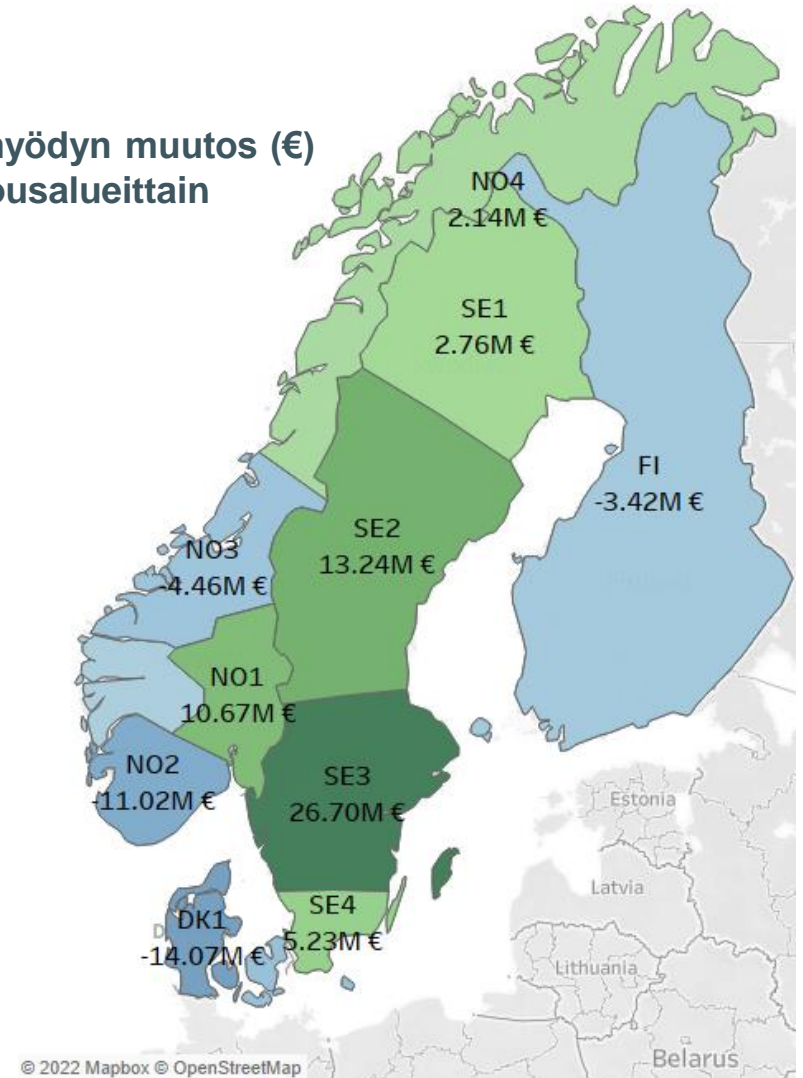 hyödyn muutos (€)
ousalueittain
NO4
2.14M €
SE1
2.76M €
FI
-3.42M €
SE2
13.24M €
NO3
-4.46M €
NO1
10.67M €
NO2
-11.02M €
SE3
26.70M €
Estonia
Latvia
SE4
5.23M €
DK1
-14.07M €
Lithuania
Belarus
© 2022 Mapbox © OpenStreetMap